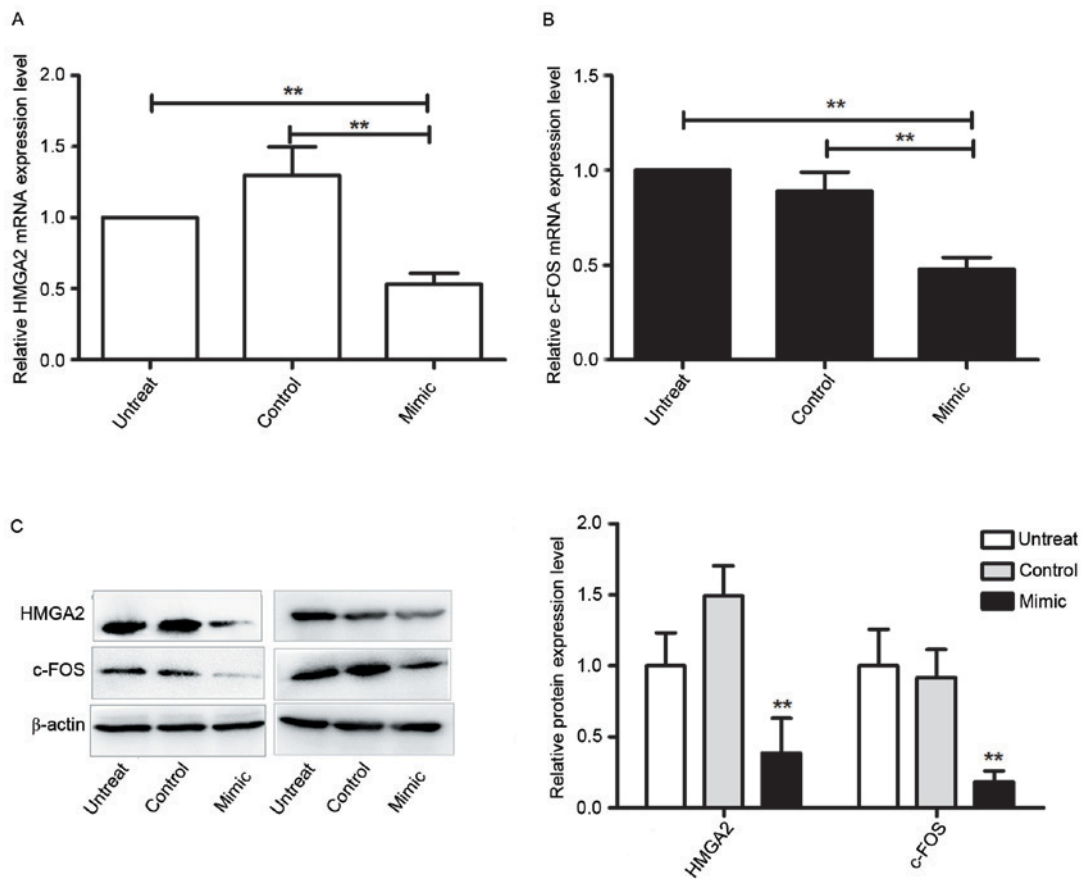 A
Relative HMGA2 mRNA expression level
2.0
1.5
1.0
0.5
0.0
**
**
Untreat
Control
Mimic
B
Relative c-FOS mRNA expression level
1.5
1.0
0.5
0.0
**
**
Untreat
Control
Mimic
C
HMGA2
c-FOS
β-actin
Untreat
Control
Mimic
Untreat
Control
Mimic
Relative protein expression level
2.0
1.5
1.0
0.5
0.0
Untreat
Control
Mimic
**
**
HMGA2
c-FOS